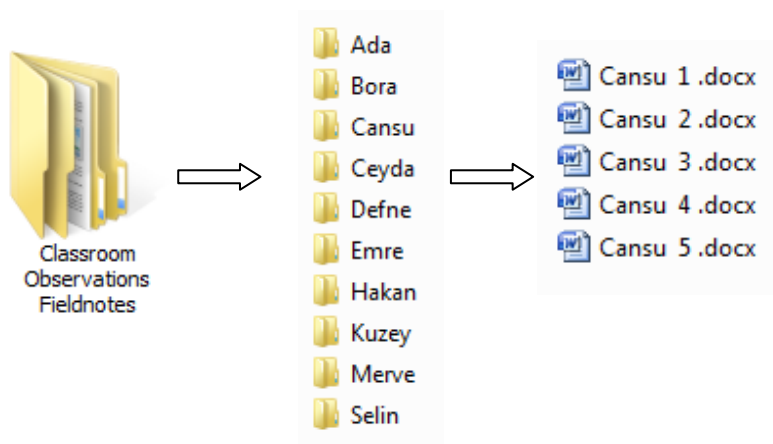 Classroom
Observations
Fieldnotes
Ada
Bora
Cansu
Ceyda
Defne
Emre
Hakan
Kuzey
Merve
Selin
Cansu 1 .docx
Cansu 2 .docx
Cansu 3 .docx
Cansu 4 .docx
Cansu 5 .docx